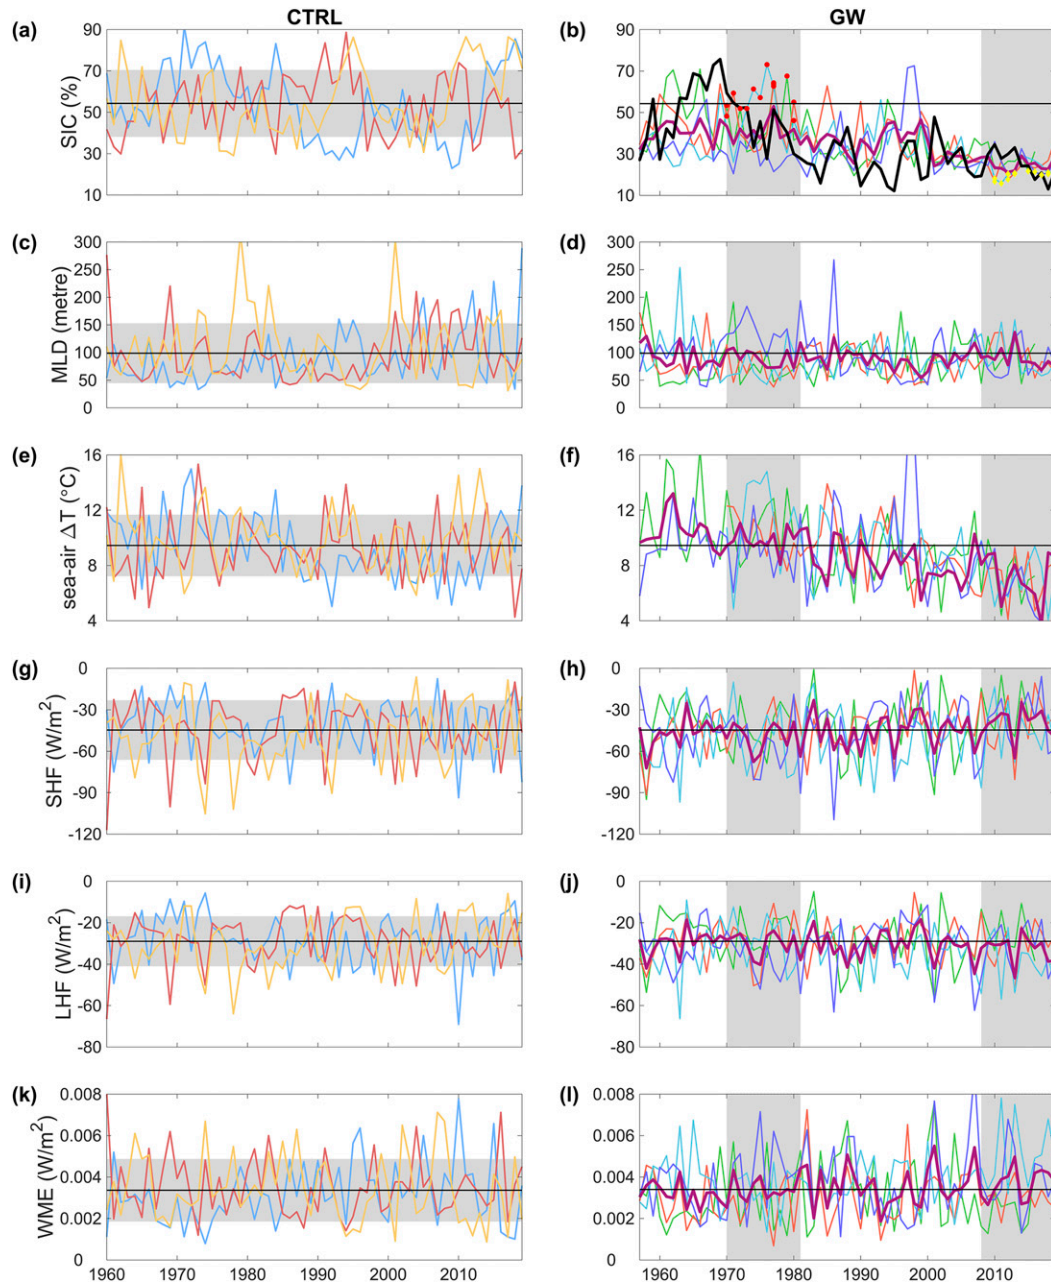 CTRL
GW
(a)
SIC (%)
90
70
50
30
10
(b)
90
70
50
30
10
(c)
MLD (metre)
300
250
200
150
100
50
0
(d)
300
250
200
150
100
50
0
(e)
sea-air ΔT (°C)
16
12
8
4
(f)
16
12
8
4
(g)
SHF (W/m²)
0
-30
-60
-90
-120
(h)
0
-30
-60
-90
-120
(i)
LHF (W/m²)
0
-20
-40
-60
-80
(j)
0
-20
-40
-60
-80
(k)
WME (W/m²)
0.008
0.006
0.004
0.002
0
1960 1970 1980 1990 2000 2010
(l)
0.008
0.006
0.004
0.002
0
1960 1970 1980 1990 2000 2010